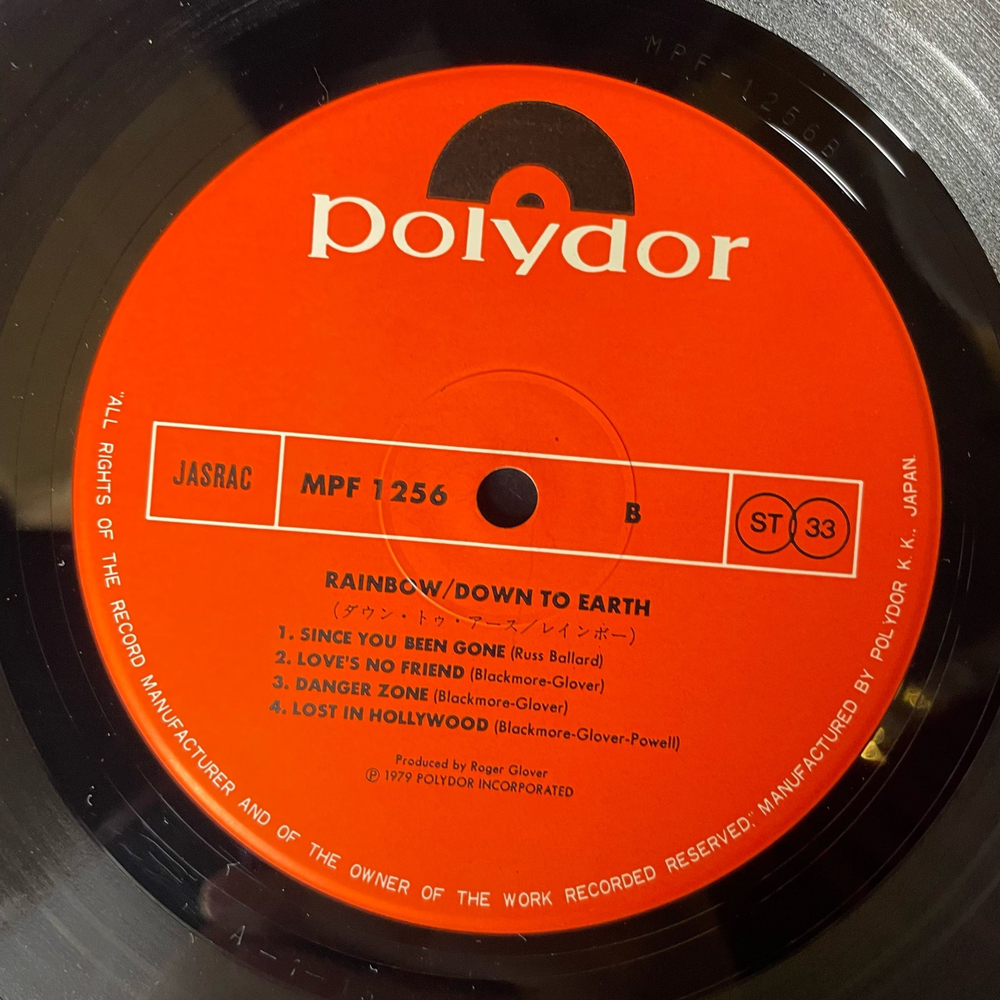 MPF-1256B
polydor
JASRAC MPF 1256 B ST 33
RAINBOW/DOWN TO EARTH
(ダウン・トゥ・アース/レインボー)
1. SINCE YOU BEEN GONE (Russ Ballard)
2. LOVE'S NO FRIEND (Blackmore-Glover)
3. DANGER ZONE (Blackmore-Glover)
4. LOST IN HOLLYWOOD (Blackmore-Glover-Powell)
Produced by Roger Glover
Ⓟ 1979 POLYDOR INCORPORATED
"ALL RIGHTS OF THE RECORD MANUFACTURER AND OF THE OWNER OF THE WORK RECORDED RESERVED;" MANUFACTURED BY POLYDOR K.K., JAPAN.